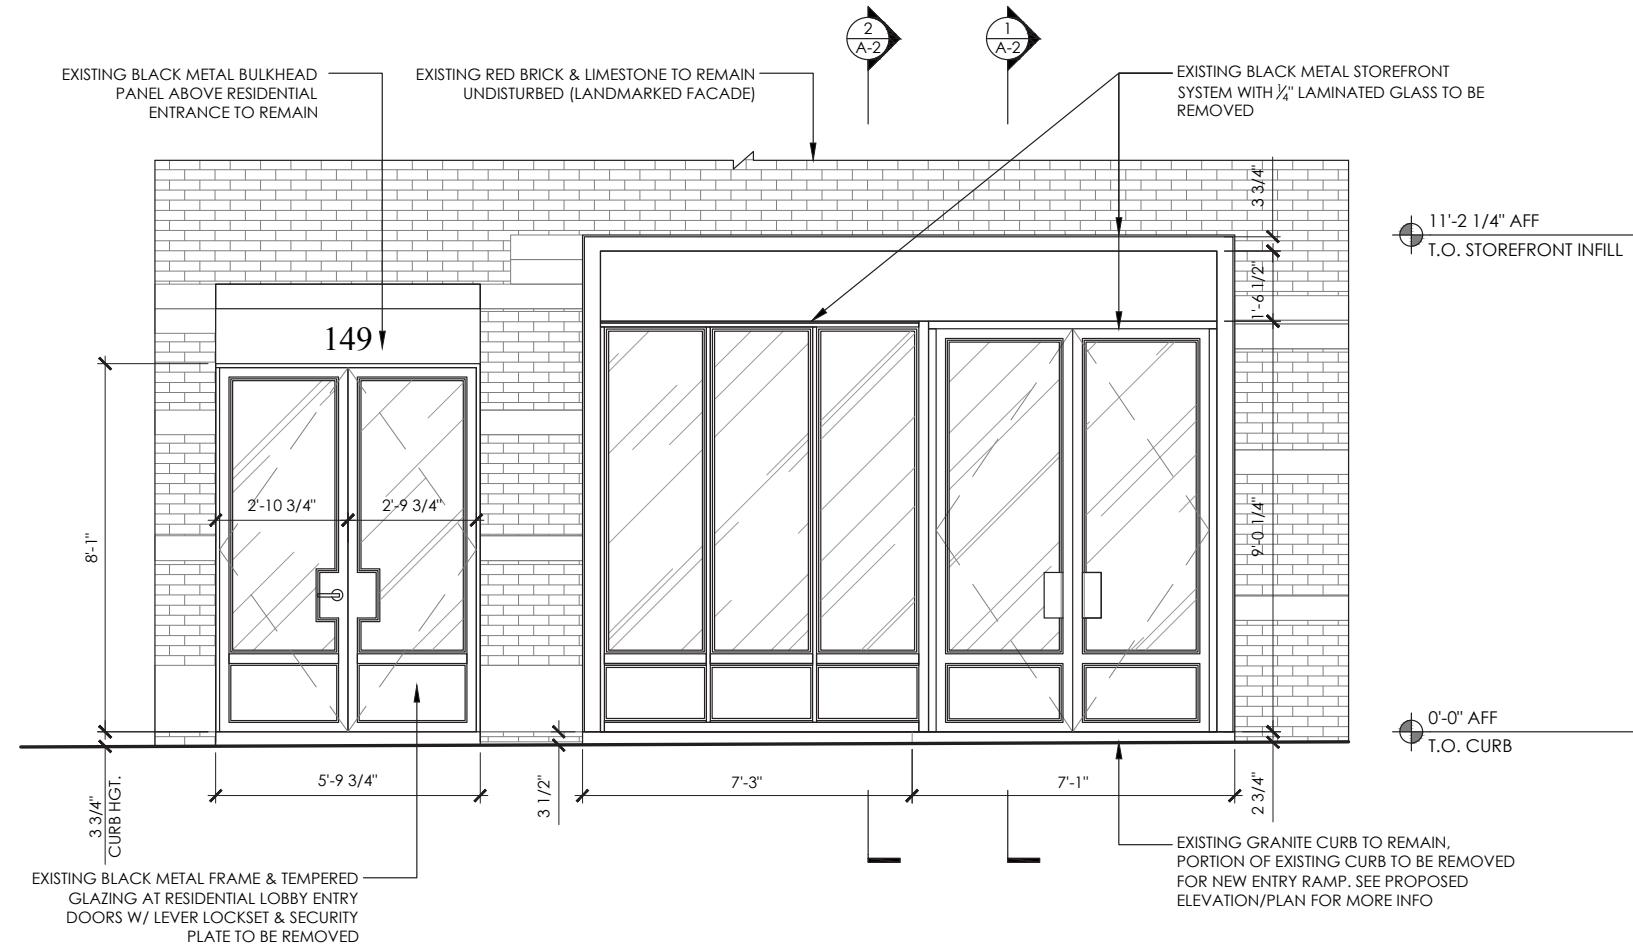 2
A-2
1
A-2
EXISTING BLACK METAL BULKHEAD
PANEL ABOVE RESIDENTIAL
ENTRANCE TO REMAIN
EXISTING RED BRICK & LIMESTONE TO REMAIN
UNDISTURBED (LANDMARKED FACADE)
EXISTING BLACK METAL STOREFRONT
SYSTEM WITH ¼" LAMINATED GLASS TO BE
REMOVED
3 3/4"
11'-2 1/4" AFF
T.O. STOREFRONT INFILL
1'-6 1/2"
149
2'-10 3/4"
2'-9 3/4"
8'-1"
9'-0 1/4"
0'-0" AFF
T.O. CURB
5'-9 3/4"
7'-3"
7'-1"
3 3/4"
CURB HGT.
3 1/2"
2 3/4"
EXISTING GRANITE CURB TO REMAIN,
PORTION OF EXISTING CURB TO BE REMOVED
FOR NEW ENTRY RAMP. SEE PROPOSED
ELEVATION/PLAN FOR MORE INFO
EXISTING BLACK METAL FRAME & TEMPERED
GLAZING AT RESIDENTIAL LOBBY ENTRY
DOORS W/ LEVER LOCKSET & SECURITY
PLATE TO BE REMOVED